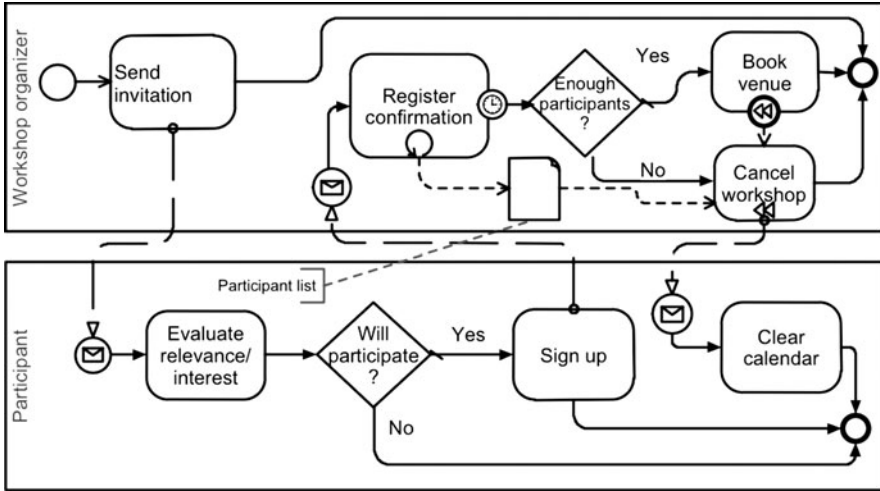 Workshop organizer
Send
invitation
Register
confirmation
Enough
participants
?
Yes
No
Book
venue
Cancel
workshop
Participant list
Participant
Evaluate
relevance/
interest
Will
participate
?
Yes
No
Sign up
Clear
calendar